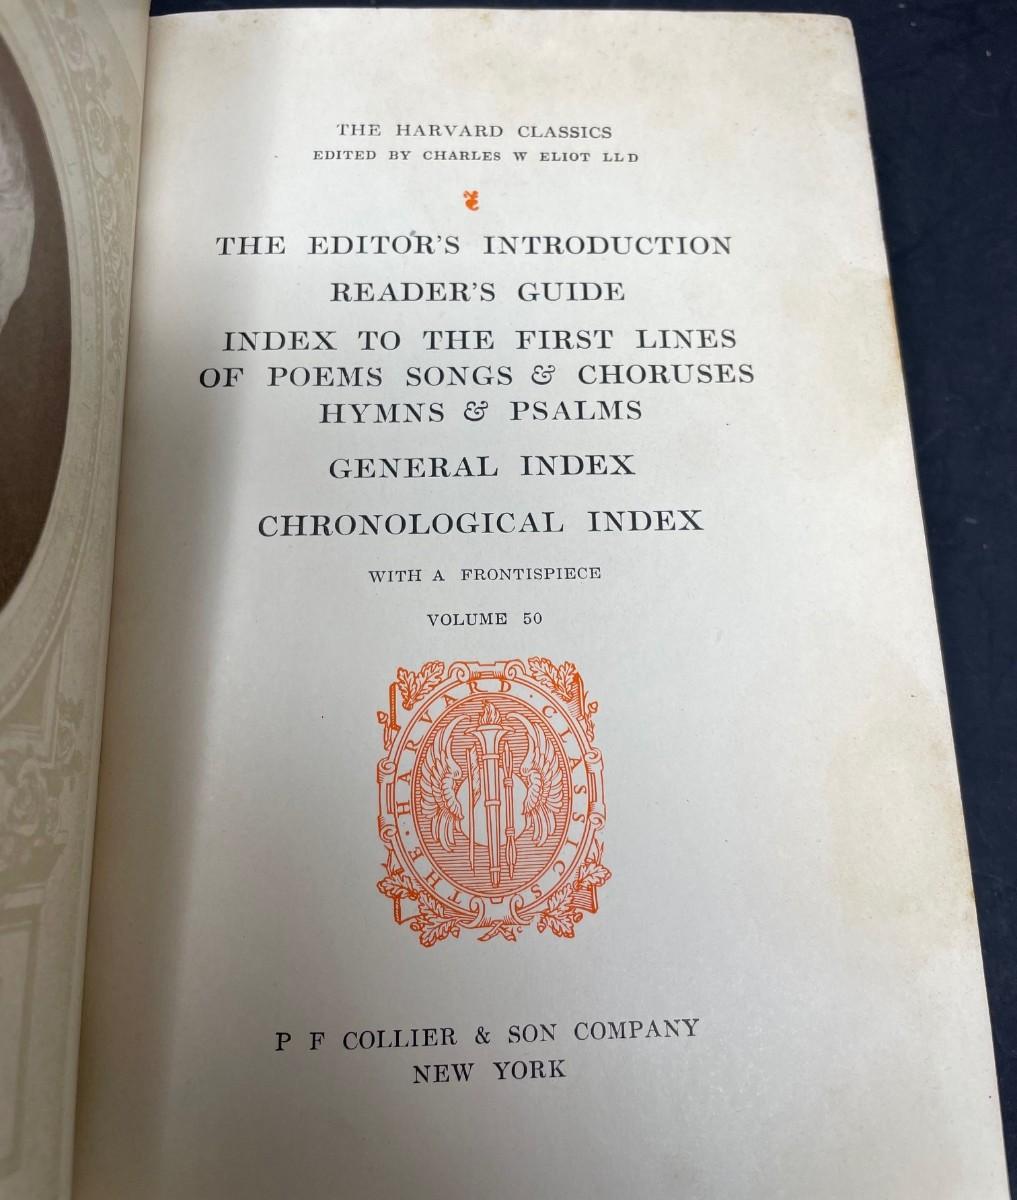 THE HARVARD CLASSICS
EDITED BY CHARLES W ELIOT LLD
THE EDITOR'S INTRODUCTION
READER'S GUIDE
INDEX TO THE FIRST LINES
OF POEMS SONGS & CHORUSES
HYMNS & PSALMS
GENERAL INDEX
CHRONOLOGICAL INDEX
WITH A FRONTISPIECE
VOLUME 50
THE · HARVARD · CLASSICS
P F COLLIER & SON COMPANY
NEW YORK